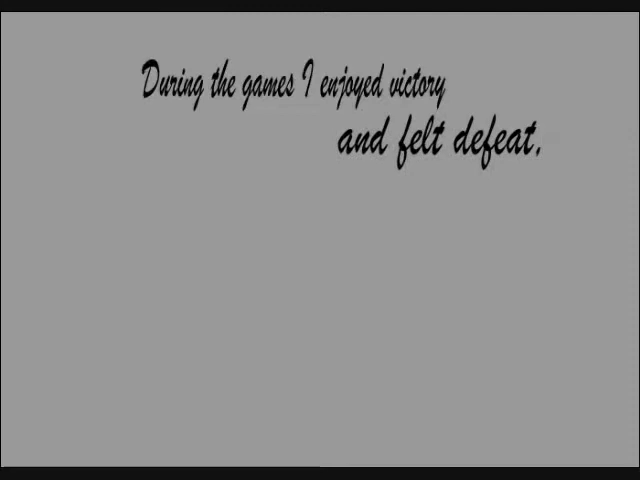 During the games I enjoyed victory
and felt defeat.